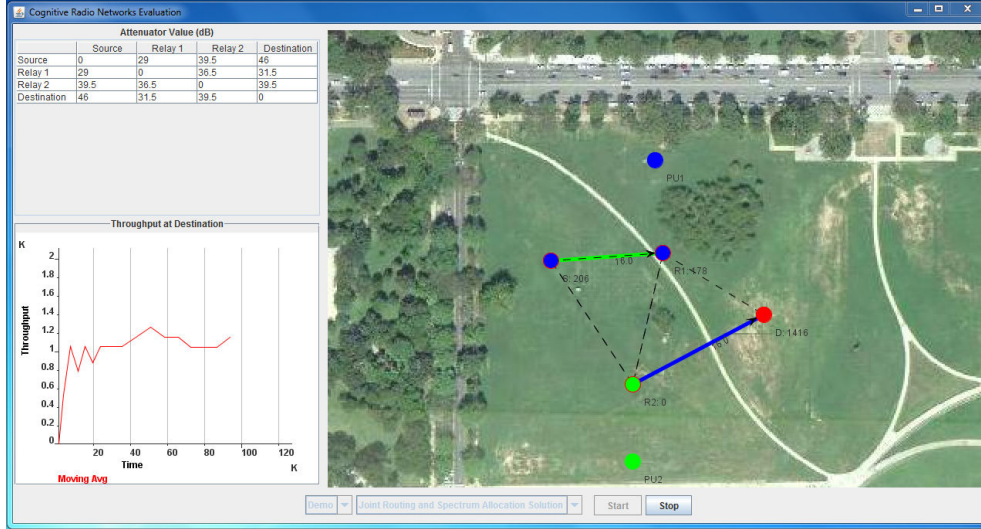 Cognitive Radio Networks Evaluation
Attenuator Value (dB)
Source Relay 1 Relay 2 Destination
Source 0 29 39.5 46
Relay 1 29 0 36.5 31.5
Relay 2 39.5 36.5 0 39.5
Destination 46 31.5 39.5 0
Throughput at Destination
K
2
1.8
1.6
1.4
1.2
1
0.8
0.6
0.4
0.2
0
Throughput
20 40 60 80 100 120
Time
K
Moving Avg
PU1
16.0
S: 206
R1: 178
D: 1416
R2: 0
PU2
Demo Joint Routing and Spectrum Allocation Solution Start Stop